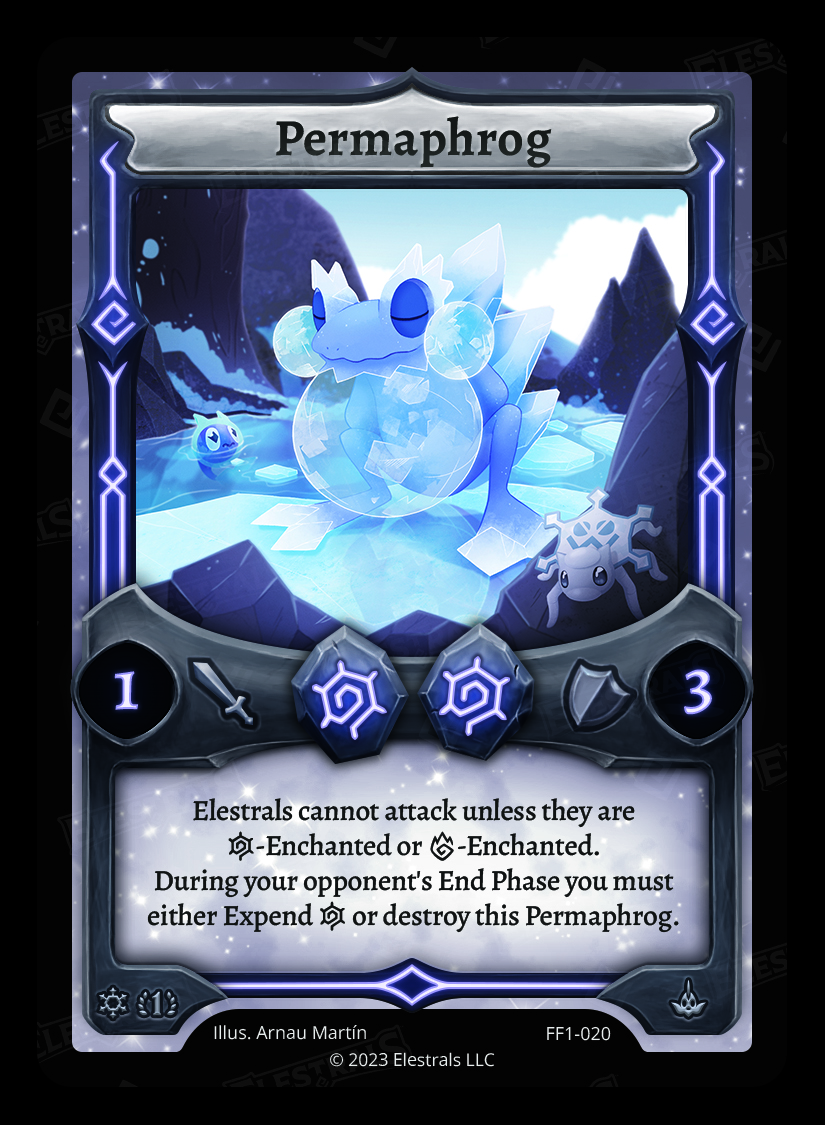 Permaphrog
1
3
Elestrals cannot attack unless they are
-Enchanted or -Enchanted.
During your opponent's End Phase you must
either Expend or destroy this Permaphrog.
1
Illus. Arnau Martín
FF1-020
© 2023 Elestrals LLC